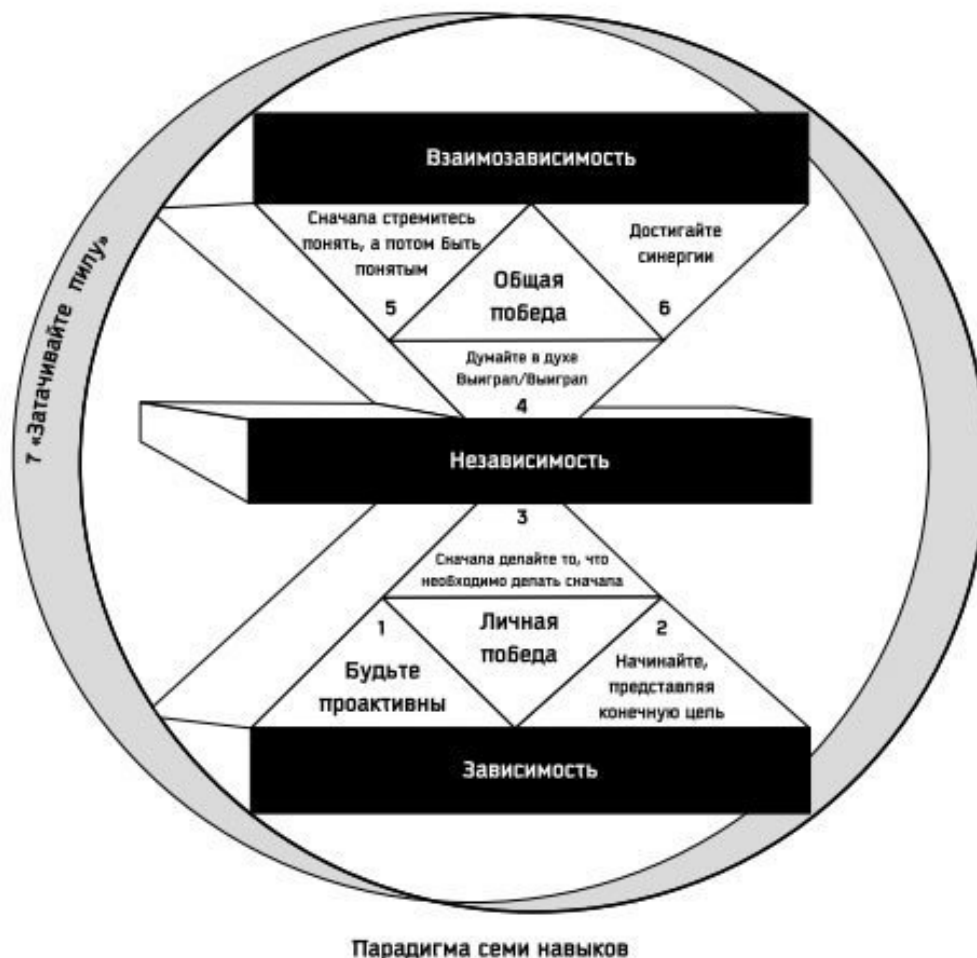 Взаимозависимость
Сначала стремитесь
понять, а потом быть
понятым
5
Достигайте
синергии
6
Общая
победа
Думайте в духе
Выиграл/Выиграл
4
7 «Затачивайте пилу»
Независимость
3
Сначала делайте то, что
необходимо делать сначала
1
Будьте
проактивны
Личная
победа
2
Начинайте,
представляя
конечную цель
Зависимость
Парадигма семи навыков